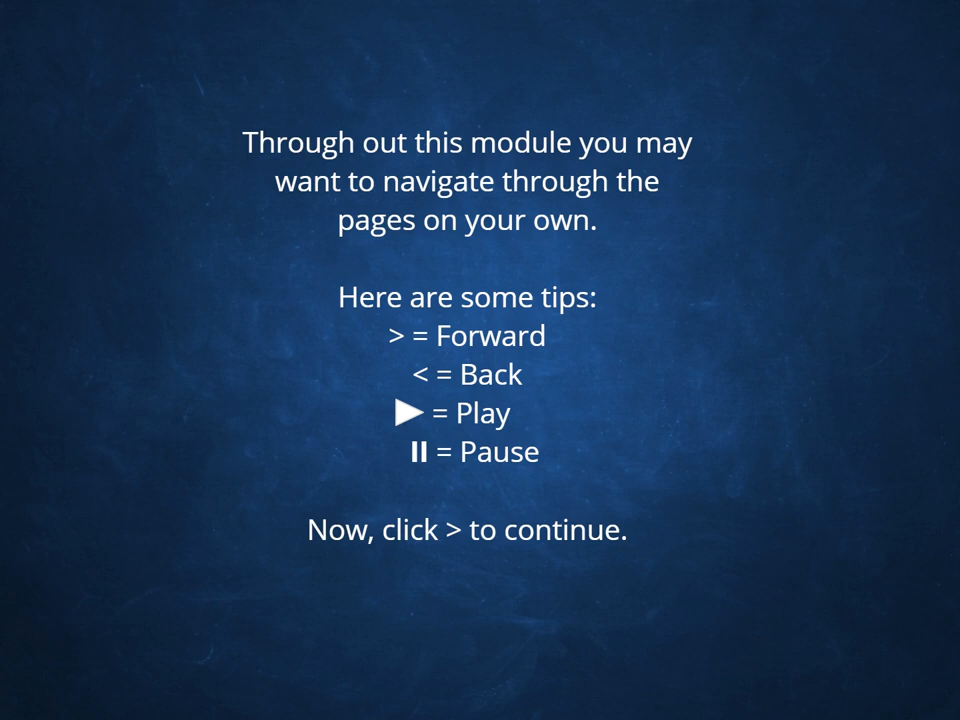 Through out this module you may
want to navigate through the
pages on your own.
Here are some tips:
> = Forward
< = Back
▶ = Play
⏸ = Pause
Now, click > to continue.